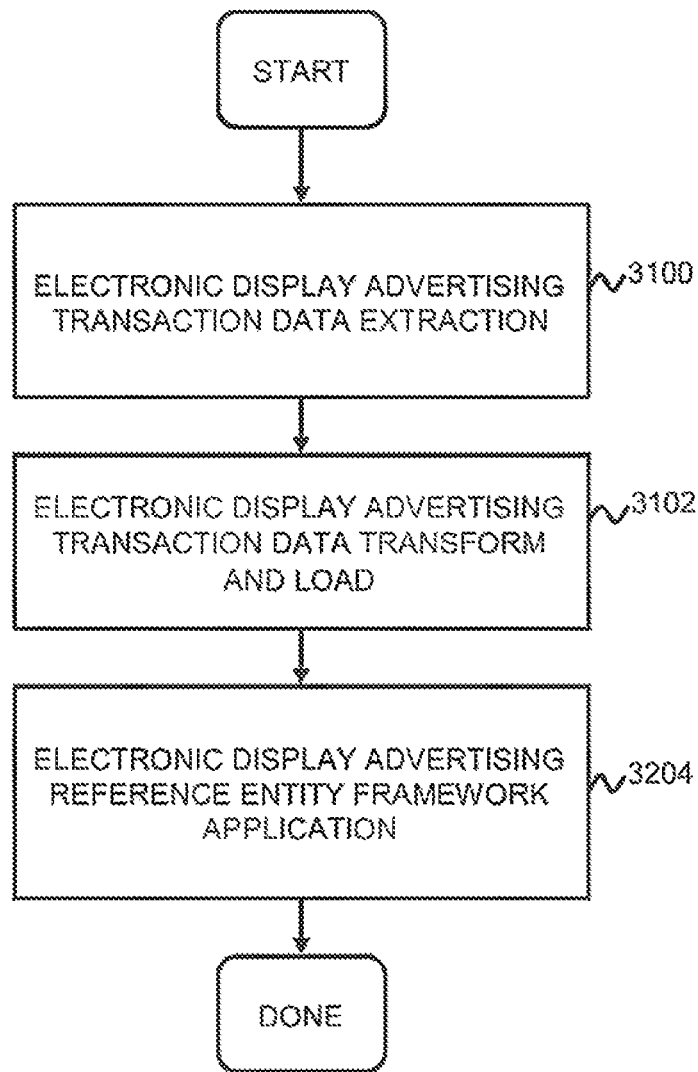 START
ELECTRONIC DISPLAY ADVERTISING
TRANSACTION DATA EXTRACTION
3100
ELECTRONIC DISPLAY ADVERTISING
TRANSACTION DATA TRANSFORM
AND LOAD
3102
ELECTRONIC DISPLAY ADVERTISING
REFERENCE ENTITY FRAMEWORK
APPLICATION
3204
DONE